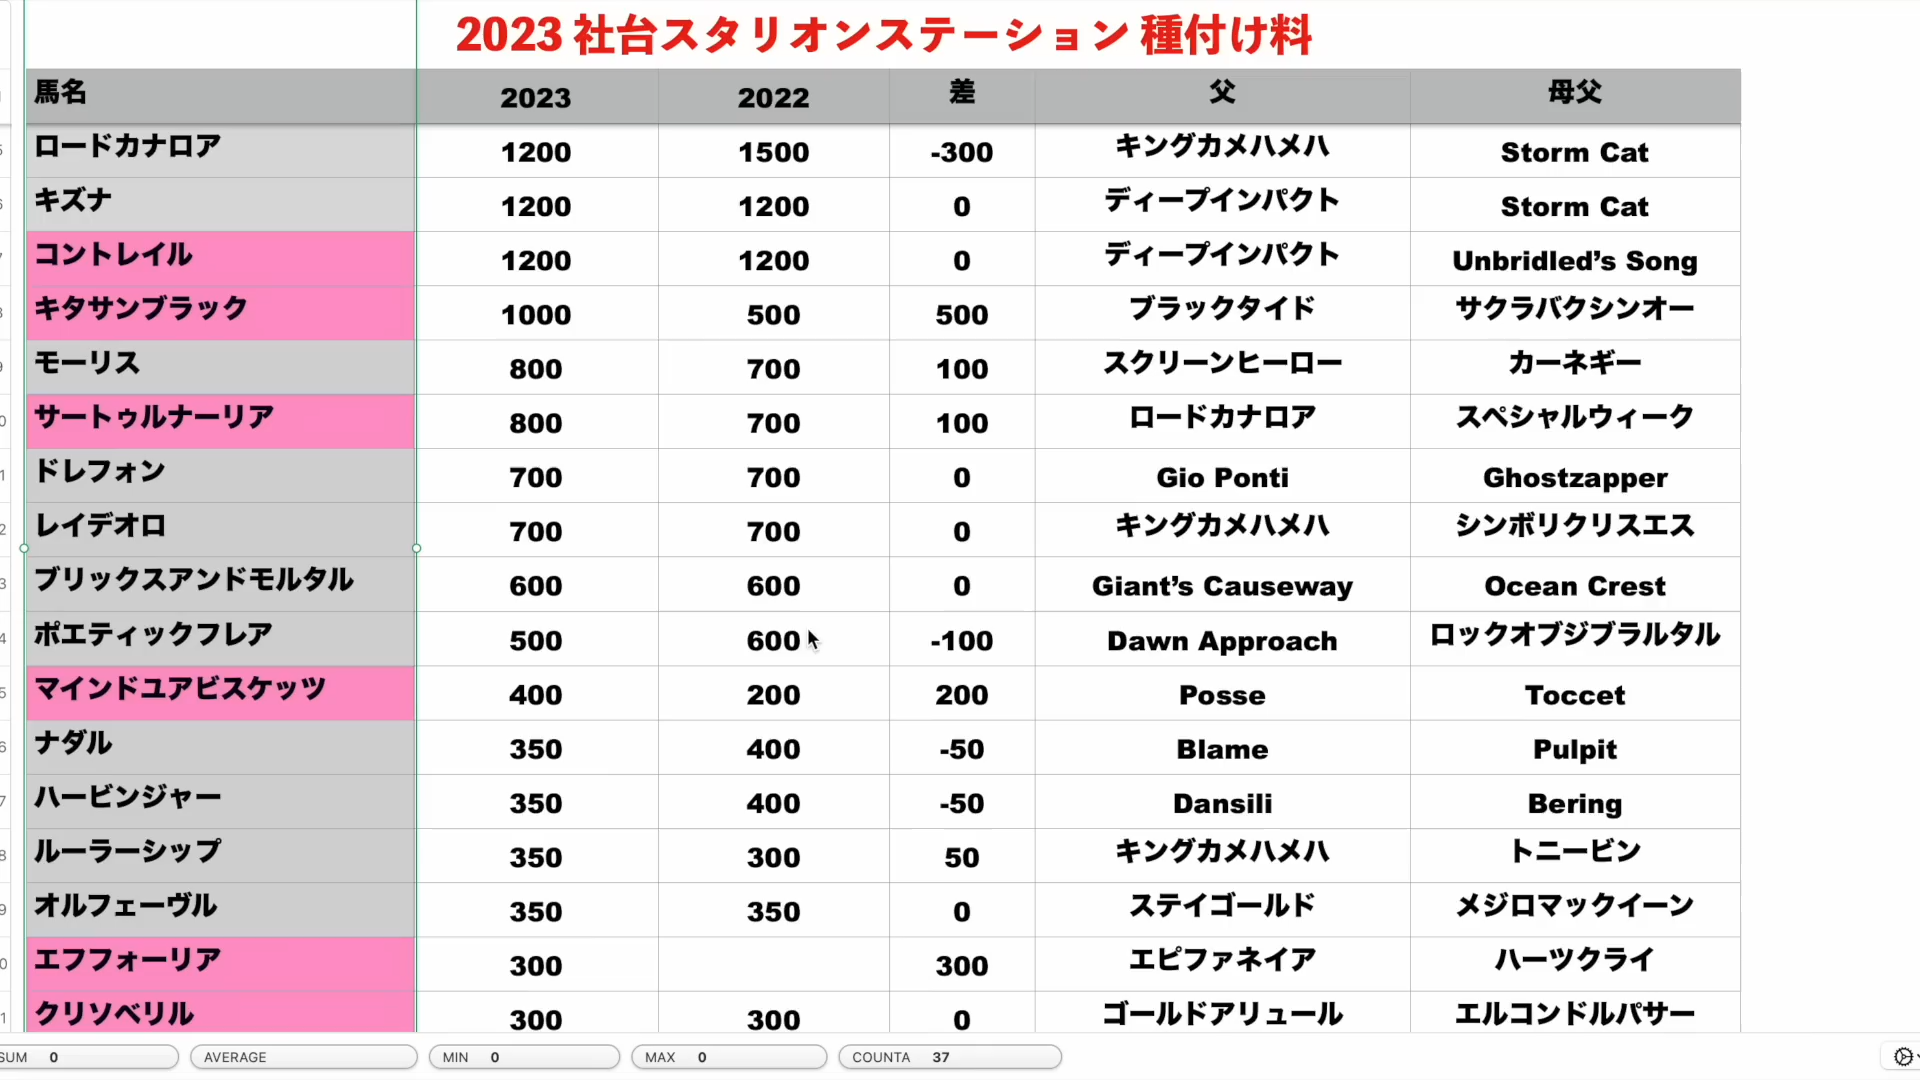 2023 社台スタリオンステーション 種付け料
馬名 2023 2022 差 父 母父
ロードカナロア 1200 1500 -300 キングカメハメハ Storm Cat
キズナ 1200 1200 0 ディープインパクト Storm Cat
コントレイル 1200 1200 0 ディープインパクト Unbridled’s Song
キタサンブラック 1000 500 500 ブラックタイド サクラバクシンオー
モーリス 800 700 100 スクリーンヒーロー カーネギー
サートゥルナーリア 800 700 100 ロードカナロア スペシャルウィーク
ドレフォン 700 700 0 Gio Ponti Ghostzapper
レイデオロ 700 700 0 キングカメハメハ シンボリクリスエス
ブリックスアンドモルタル 600 600 0 Giant’s Causeway Ocean Crest
ポエティックフレア 500 600 -100 Dawn Approach ロックオブジブラルタル
マインドユアビスケッツ 400 200 200 Posse Toccet
ナダル 350 400 -50 Blame Pulpit
ハービンジャー 350 400 -50 Dansili Bering
ルーラーシップ 350 300 50 キングカメハメハ トニービン
オルフェーヴル 350 350 0 ステイゴールド メジロマックイーン
エフフォーリア 300 300 エピファネイア ハーツクライ
クリソベリル 300 300 0 ゴールドアリュール エルコンドルパサー
SUM 0 AVERAGE MIN 0 MAX 0 COUNTA 37